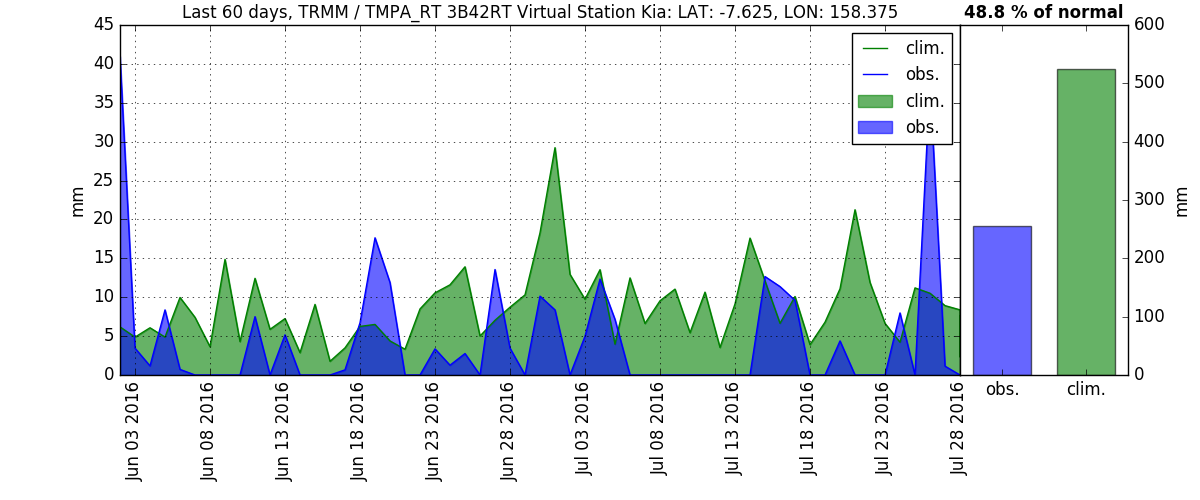 Last 60 days, TRMM / TMPA_RT 3B42RT Virtual Station Kia: LAT: -7.625, LON: 158.375
48.8 % of normal
45
40
35
30
25
20
15
10
5
0
mm
clim.
obs.
clim.
obs.
Jun 03 2016
Jun 08 2016
Jun 13 2016
Jun 18 2016
Jun 23 2016
Jun 28 2016
Jul 03 2016
Jul 08 2016
Jul 13 2016
Jul 18 2016
Jul 23 2016
Jul 28 2016
600
500
400
300
200
100
0
mm
obs.
clim.